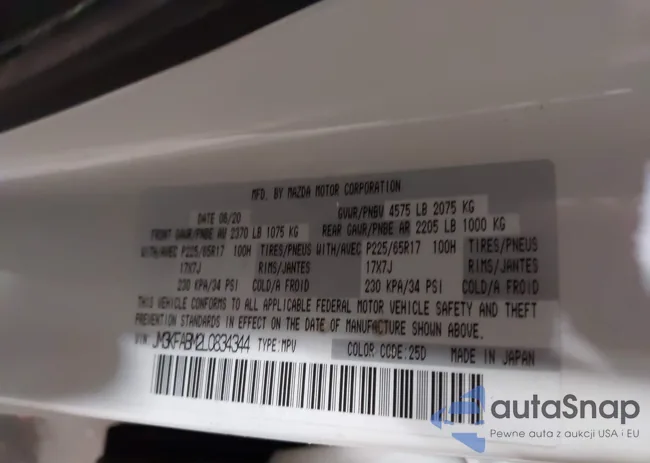 MFD. BY MAZDA MOTOR CORPORATION
DATE 06/20 GVWR/PNBV 4575 LB 2075 KG
FRONT GAWR/PNBE AV 2370 LB 1075 KG REAR GAWR/PNBE AR 2205 LB 1000 KG
WITH/AVEC P225/65R17 100H TIRES/PNEUS WITH/AVEC P225/65R17 100H TIRES/PNEUS
17X7J RIMS/JANTES 17X7J RIMS/JANTES
230 KPA/34 PSI COLD/A FROID 230 KPA/34 PSI COLD/A FROID
THIS VEHICLE CONFORMS TO ALL APPLICABLE FEDERAL MOTOR VEHICLE SAFETY AND THEFT
PREVENTION STANDARDS IN EFFECT ON THE DATE OF MANUFACTURE SHOWN ABOVE.
VIN: JM3KFABM2L0834344 TYPE:MPV COLOR CODE:25D MADE IN JAPAN
autaSnap
Pewne auta z aukcji USA i EU